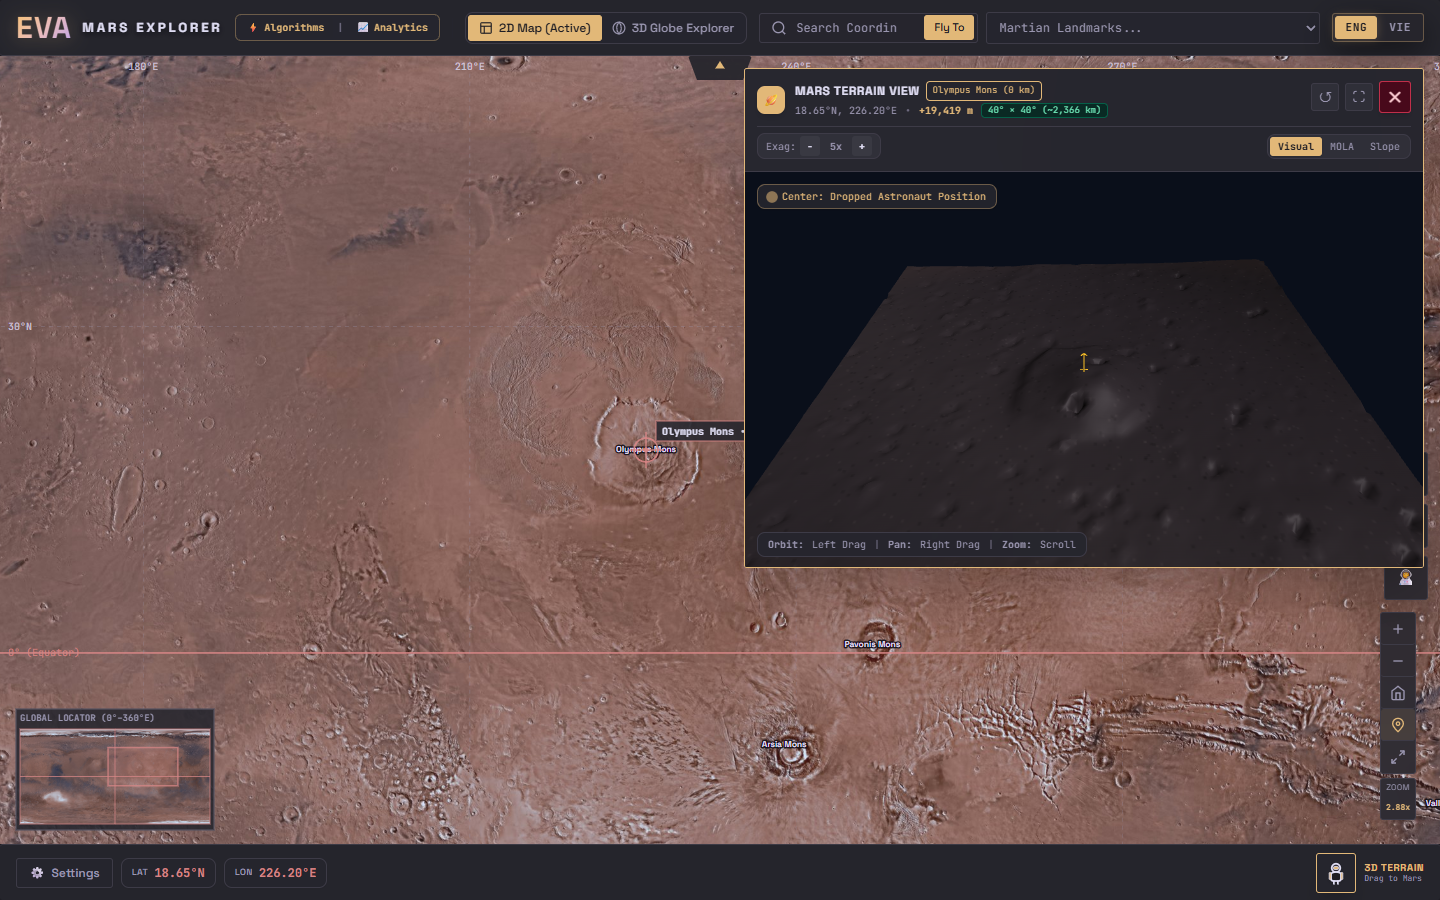 EVA MARS EXPLORER
Algorithms | Analytics
2D Map (Active)
3D Globe Explorer
Search Coordin
Fly To
Martian Landmarks...
ENG
VIE
180°E
210°E
240°E
270°E
30°N
0° (Equator)
MARS TERRAIN VIEW
Olympus Mons (0 km)
18.65°N, 226.20°E · +19,419 m
40° × 40° (~2,366 km)
Exag: - 5x +
Visual
MOLA
Slope
Center: Dropped Astronaut Position
Orbit: Left Drag | Pan: Right Drag | Zoom: Scroll
Olympus Mons
Olympus Mons
Pavonis Mons
Arsia Mons
GLOBAL LOCATOR (0°-360°E)
ZOOM
2.88x
Settings
LAT 18.65°N
LON 226.20°E
3D TERRAIN
Drag to Mars